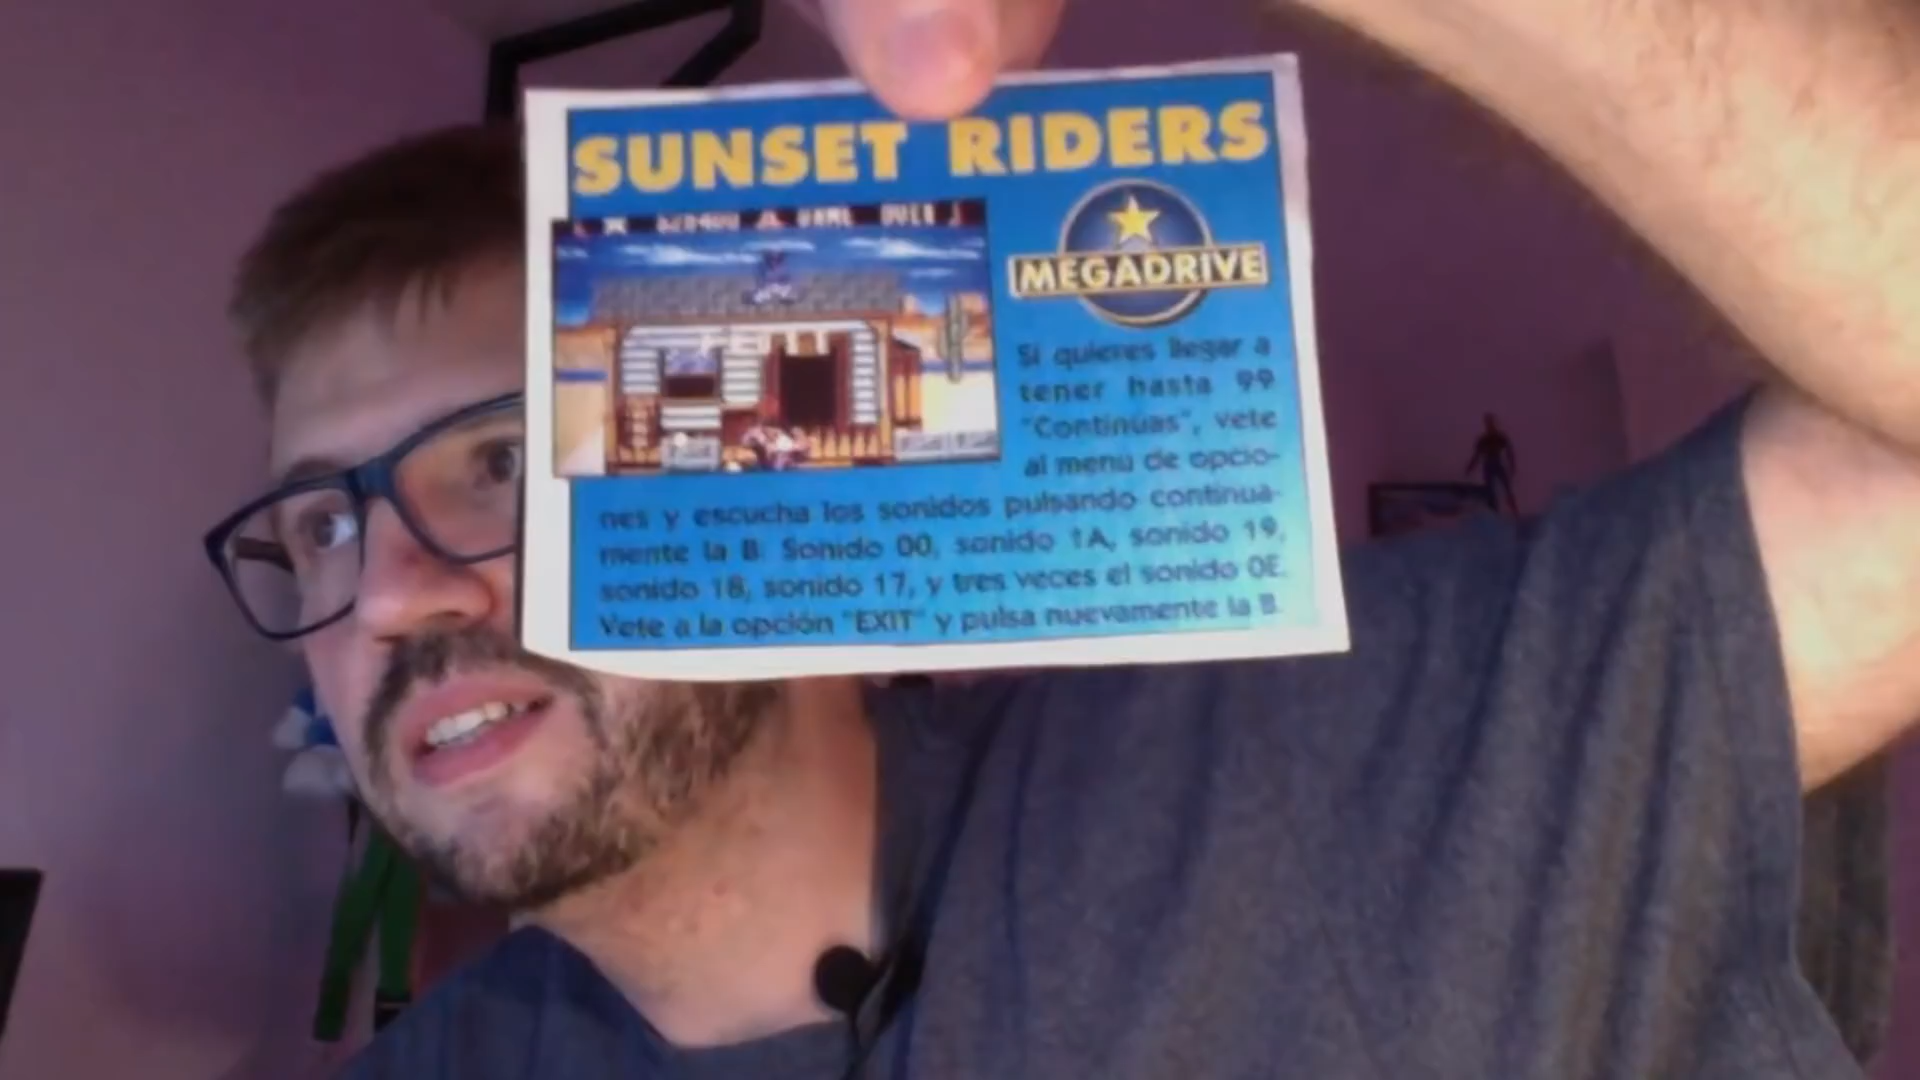 SUNSET RIDERS
GAME OVER
MEGADRIVE
Si quieres llegar a
tener hasta 99
"Continúas", vete
al menú de opcio-
nes y escucha los sonidos pulsando continua-
mente la B: Sonido 00, sonido 1A, sonido 19,
sonido 18, sonido 17, y tres veces el sonido 0E.
Vete a la opción "EXIT" y pulsa nuevamente la B.